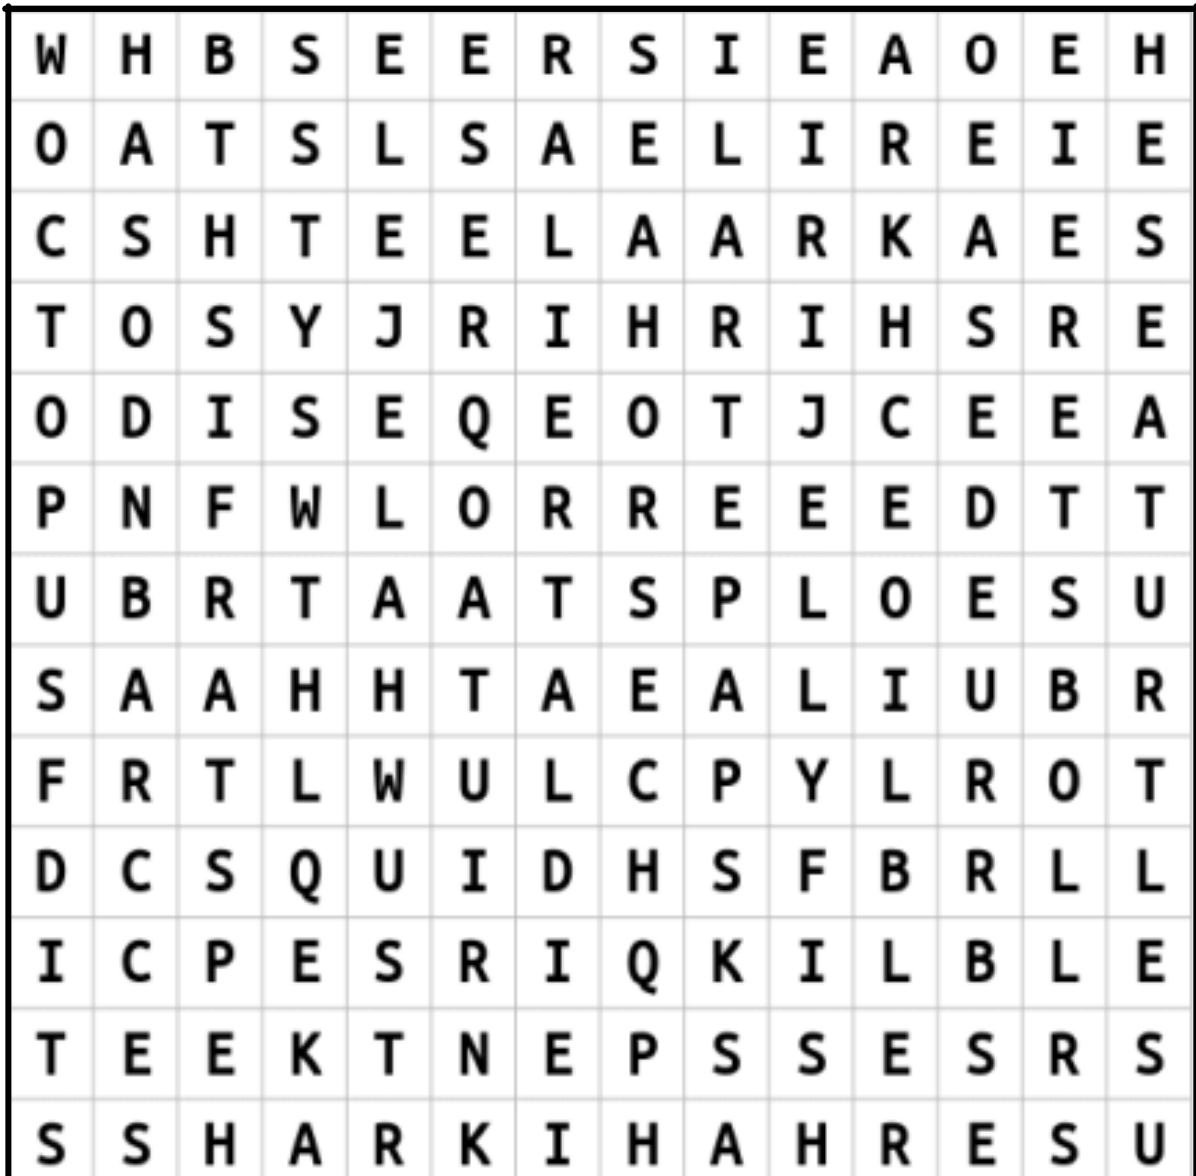 W H B S E E R S I E A O E H
O A T S L S A E L I R E I E
C S H T E E L A A R K A E S
T O S Y J R I H R I H S R E
O D I S E Q E O T J C E E A
P N F W L O R R E E E D T T
U B R T A A T S P L O E S U
S A A H H T A E A L I U B R
F R T L W U L C P Y L R O T
D C S Q U I D H S F B R L L
I C P E S R I Q K I L B L E
T E E K T N E P S S E S R S
S S H A R K I H A H R E S U